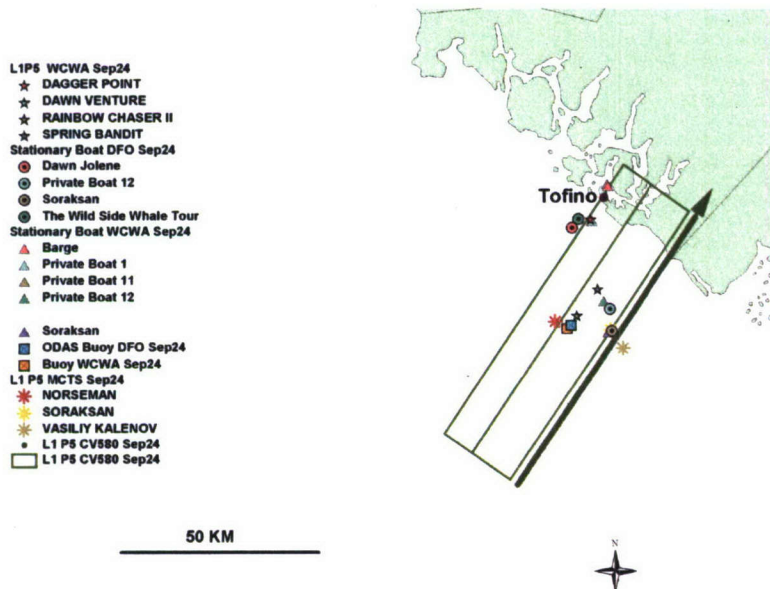 L1P5 WCWA Sep24
DAGGER POINT
DAWN VENTURE
RAINBOW CHASER II
SPRING BANDIT
Stationary Boat DFO Sep24
Dawn Jolene
Private Boat 12
Soraksan
The Wild Side Whale Tour
Stationary Boat WCWA Sep24
Barge
Private Boat 1
Private Boat 11
Private Boat 12
Soraksan
ODAS Buoy DFO Sep24
Buoy WCWA Sep24
L1 P5 MCTS Sep24
NORSEMAN
SORAKSAN
VASILIY KALENOV
L1 P5 CV580 Sep24
L1 P5 CV580 Sep24
50 KM
Tofino
N